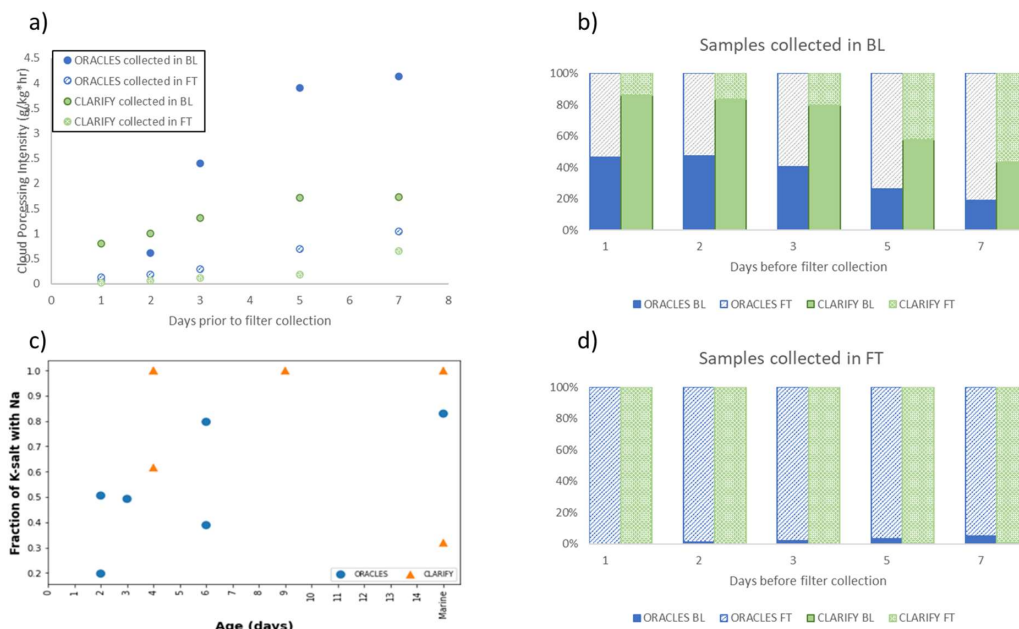 a)
ORACLES collected in BL
ORACLES collected in FT
CLARIFY collected in BL
CLARIFY collected in FT
Cloud Porcessing Intensity (g/kg*hr)
4.5
4
3.5
3
2.5
2
1.5
1
0.5
0
0 1 2 3 4 5 6 7 8
Days prior to filter collection
b)
Samples collected in BL
100%
80%
60%
40%
20%
0%
1 2 3 5 7
Days before filter collection
ORACLES BL ORACLES FT CLARIFY BL CLARIFY FT
c)
Fraction of K-salt with Na
1.0
0.9
0.8
0.7
0.6
0.5
0.4
0.3
0.2
ORACLES CLARIFY
0 1 2 3 4 5 6 7 8 9 10 11 12 13 14 Marine
Age (days)
d)
Samples collected in FT
100%
80%
60%
40%
20%
0%
1 2 3 5 7
Days before filter collection
ORACLES BL ORACLES FT CLARIFY BL CLARIFY FT